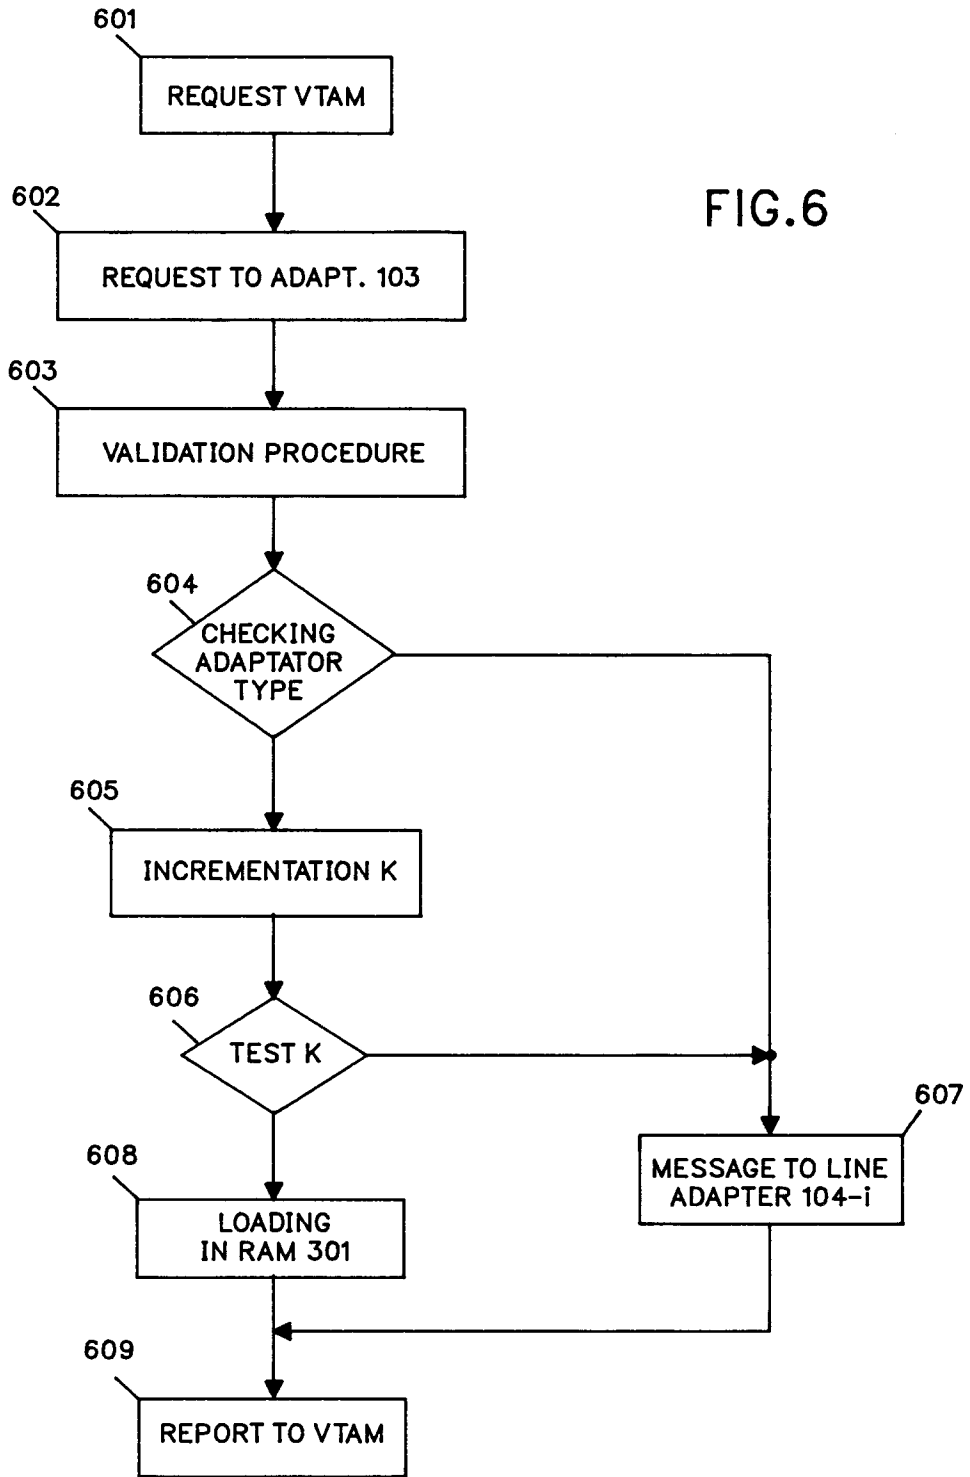 601
REQUEST VTAM
602
FIG.6
REQUEST TO ADAPT. 103
603
VALIDATION PROCEDURE
604
CHECKING
ADAPTATOR
TYPE
605
INCREMENTATION K
606
TEST K
607
MESSAGE TO LINE
ADAPTER 104-i
608
LOADING
IN RAM 301
609
REPORT TO VTAM